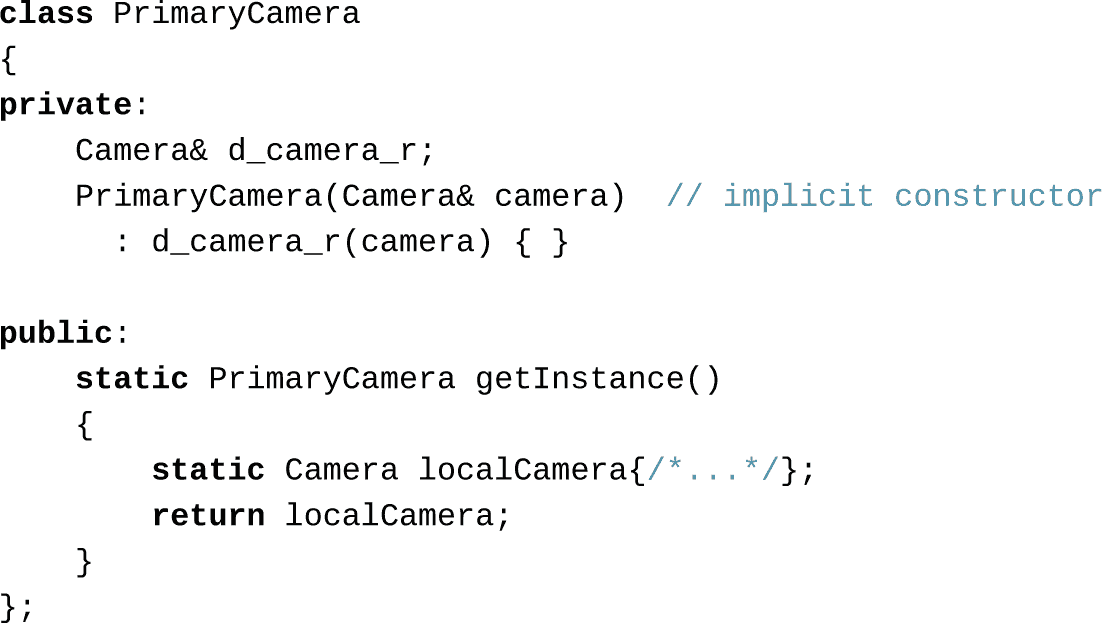 class PrimaryCamera
{
private:
    Camera& d_camera_r;
    PrimaryCamera(Camera& camera)  // implicit constructor
      : d_camera_r(camera) { }

public:
    static PrimaryCamera getInstance()
    {
        static Camera localCamera{/*...*/};
        return localCamera;
    }
};